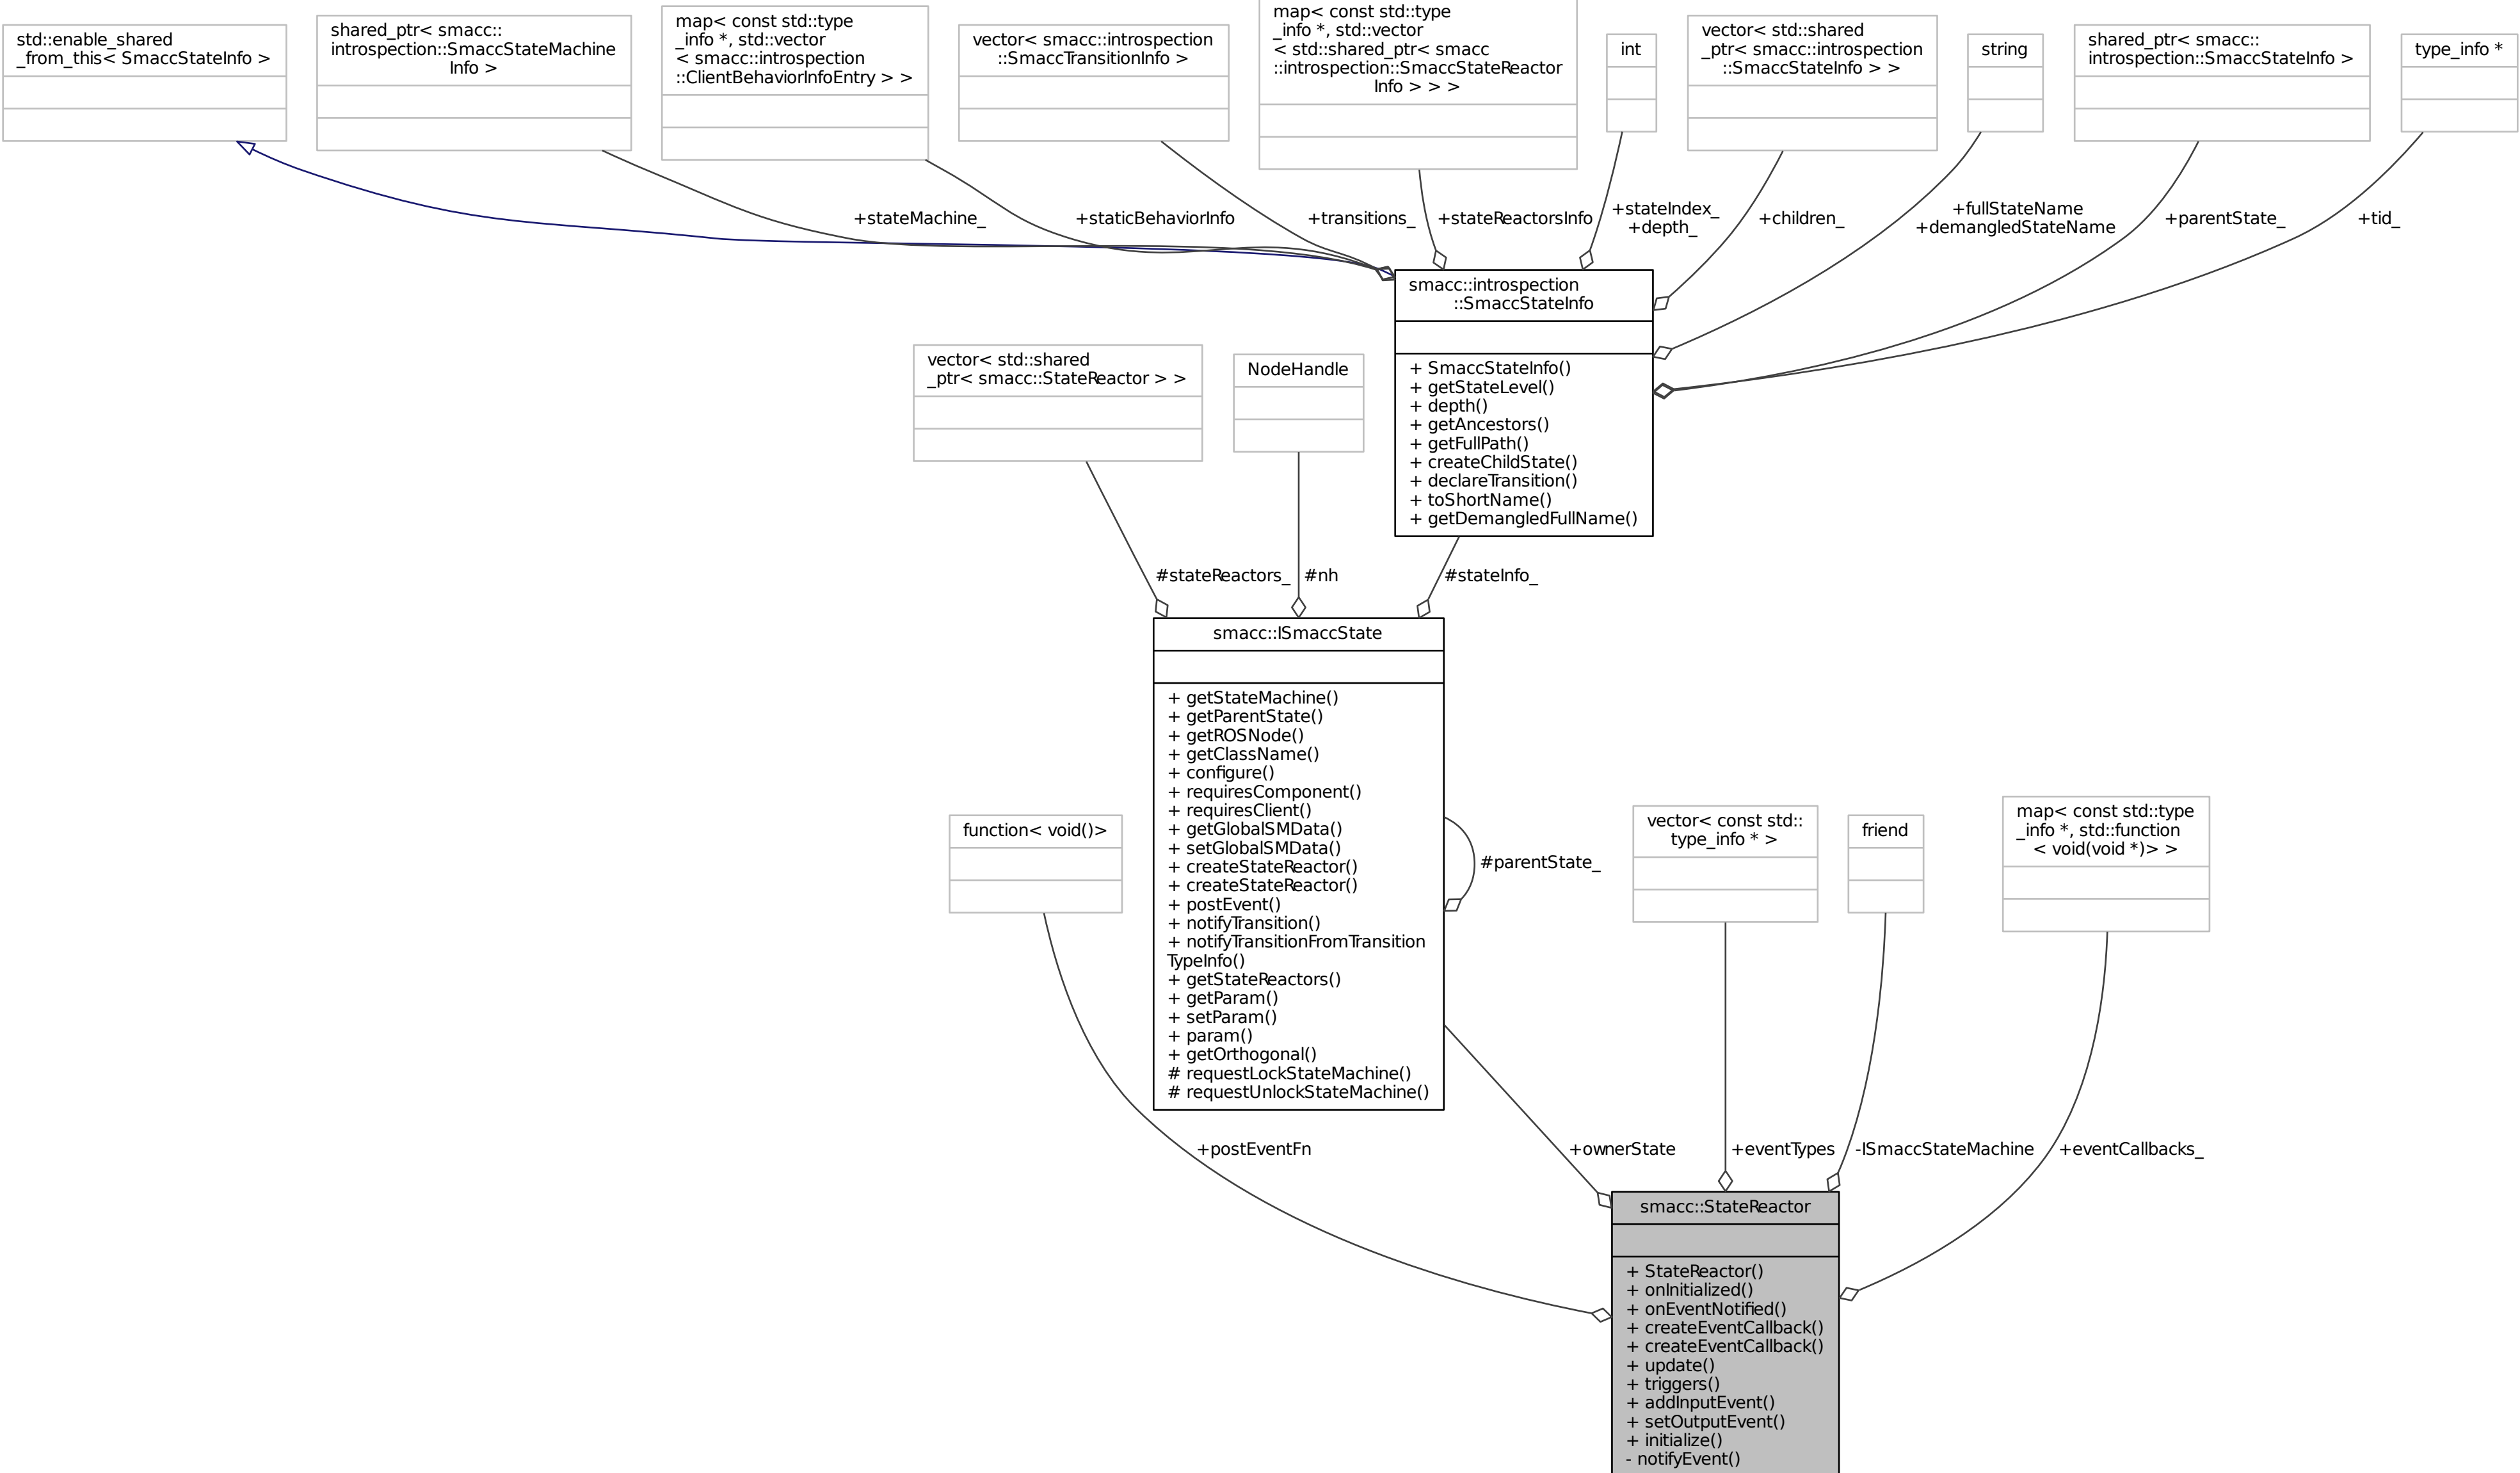 std::enable_shared
_from_this< SmaccStateInfo >
shared_ptr< smacc::
introspection::SmaccStateMachine
Info >
map< const std::type
_info *, std::vector
< smacc::introspection
::ClientBehaviorInfoEntry > >
vector< smacc::introspection
::SmaccTransitionInfo >
map< const std::type
_info *, std::vector
< std::shared_ptr< smacc
::introspection::SmaccStateReactor
Info > > >
int
vector< std::shared
_ptr< smacc::introspection
::SmaccStateInfo > >
string
shared_ptr< smacc::
introspection::SmaccStateInfo >
type_info *
+stateMachine_
+staticBehaviorInfo
+transitions_
+stateReactorsInfo
+stateIndex_
+depth_
+children_
+fullStateName
+demangledStateName
+parentState_
+tid_
smacc::introspection
::SmaccStateInfo
+ SmaccStateInfo()
+ getStateLevel()
+ depth()
+ getAncestors()
+ getFullPath()
+ createChildState()
+ declareTransition()
+ toShortName()
+ getDemangledFullName()
vector< std::shared
_ptr< smacc::StateReactor > >
NodeHandle
#stateReactors_
#nh
#stateInfo_
smacc::ISmaccState
+ getStateMachine()
+ getParentState()
+ getROSNode()
+ getClassName()
+ configure()
+ requiresComponent()
+ requiresClient()
+ getGlobalSMData()
+ setGlobalSMData()
+ createStateReactor()
+ createStateReactor()
+ postEvent()
+ notifyTransition()
+ notifyTransitionFromTransition
TypeInfo()
+ getStateReactors()
+ getParam()
+ setParam()
+ param()
+ getOrthogonal()
# requestLockStateMachine()
# requestUnlockStateMachine()
#parentState_
function< void()>
vector< const std::
type_info * >
friend
map< const std::type
_info *, std::function
< void(void *)> >
+postEventFn
+ownerState
+eventTypes
-ISmaccStateMachine
+eventCallbacks_
smacc::StateReactor
+ StateReactor()
+ onInitialized()
+ onEventNotified()
+ createEventCallback()
+ createEventCallback()
+ update()
+ triggers()
+ addInputEvent()
+ setOutputEvent()
+ initialize()
- notifyEvent()